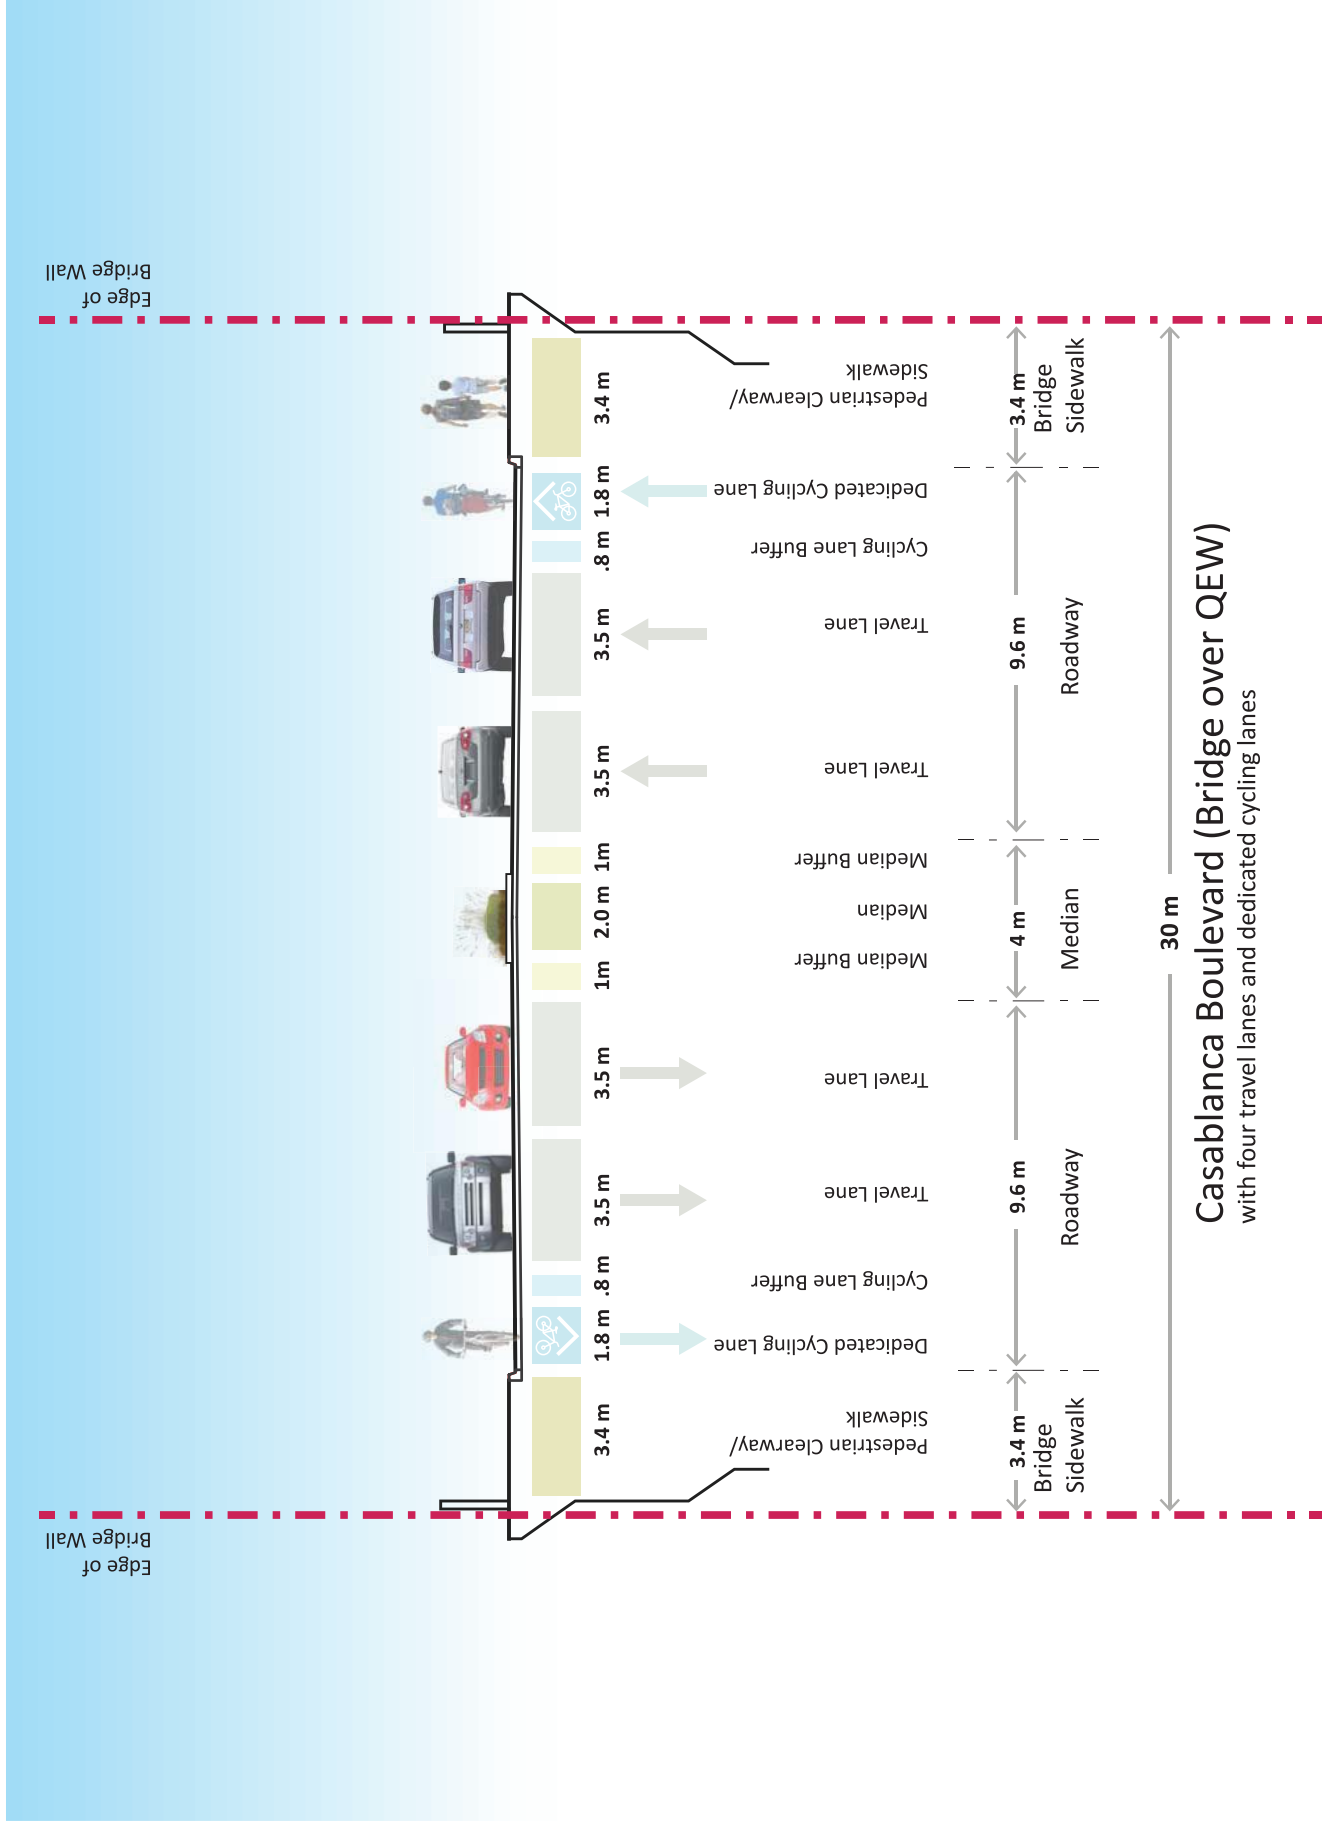 Edge of
Bridge Wall
Edge of
Bridge Wall
3.4 m
1.8 m
.8 m
3.5 m
3.5 m
1m
2.0 m
1m
3.5 m
3.5 m
.8 m
1.8 m
3.4 m
Pedestrian Clearway/
Sidewalk
Dedicated Cycling Lane
Cycling Lane Buffer
Travel Lane
Travel Lane
Median Buffer
Median
Median Buffer
Travel Lane
Travel Lane
Cycling Lane Buffer
Dedicated Cycling Lane
Pedestrian Clearway/
Sidewalk
3.4 m
Bridge
Sidewalk
9.6 m
Roadway
4 m
Median
9.6 m
Roadway
3.4 m
Bridge
Sidewalk
30 m
Casablanca Boulevard (Bridge over QEW)
with four travel lanes and dedicated cycling lanes